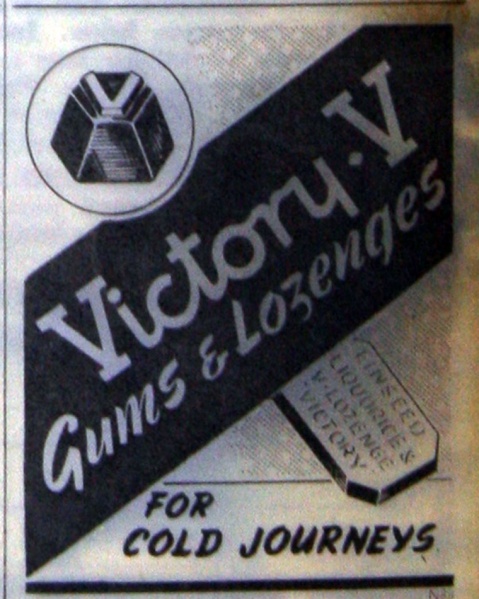 V
Victory·V
Gums & Lozenges
LINSEED
LIQUORICE &
V-LOZENGE
VICTORY
FOR
COLD JOURNEYS